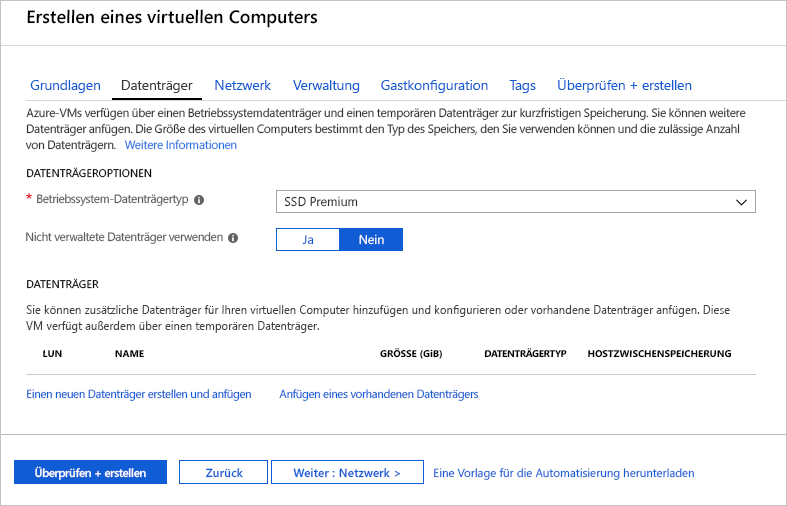 Erstellen eines virtuellen Computers
Grundlagen Datenträger Netzwerk Verwaltung Gastkonfiguration Tags Überprüfen + erstellen
Azure-VMs verfügen über einen Betriebssystemdatenträger und einen temporären Datenträger zur kurzfristigen Speicherung. Sie können weitere
Datenträger anfügen. Die Größe des virtuellen Computers bestimmt den Typ des Speichers, den Sie verwenden können und die zulässige Anzahl
von Datenträgern. Weitere Informationen
DATENTRÄGEROPTIONEN
* Betriebssystem-Datenträgertyp SSD Premium
Nicht verwaltete Datenträger verwenden Ja Nein
DATENTRÄGER
Sie können zusätzliche Datenträger für Ihren virtuellen Computer hinzufügen und konfigurieren oder vorhandene Datenträger anfügen. Diese
VM verfügt außerdem über einen temporären Datenträger.
LUN NAME GRÖSSE (GiB) DATENTRÄGERTYP HOSTZWISCHENSPEICHERUNG
Einen neuen Datenträger erstellen und anfügen Anfügen eines vorhandenen Datenträgers
Überprüfen + erstellen Zurück Weiter : Netzwerk > Eine Vorlage für die Automatisierung herunterladen